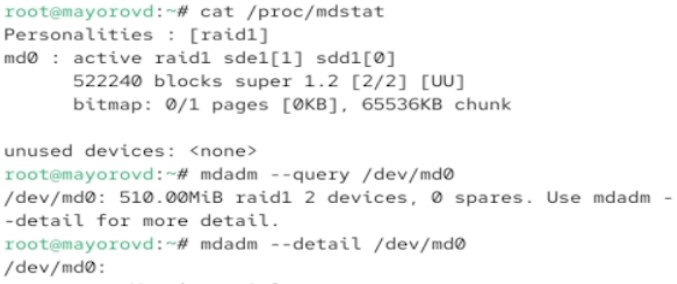 root@mayorovd:~# cat /proc/mdstat
Personalities : [raid1]
md0 : active raid1 sde1[1] sdd1[0]
      522240 blocks super 1.2 [2/2] [UU]
      bitmap: 0/1 pages [0KB], 65536KB chunk

unused devices: <none>
root@mayorovd:~# mdadm --query /dev/md0
/dev/md0: 510.00MiB raid1 2 devices, 0 spares. Use mdadm -
-detail for more detail.
root@mayorovd:~# mdadm --detail /dev/md0
/dev/md0: